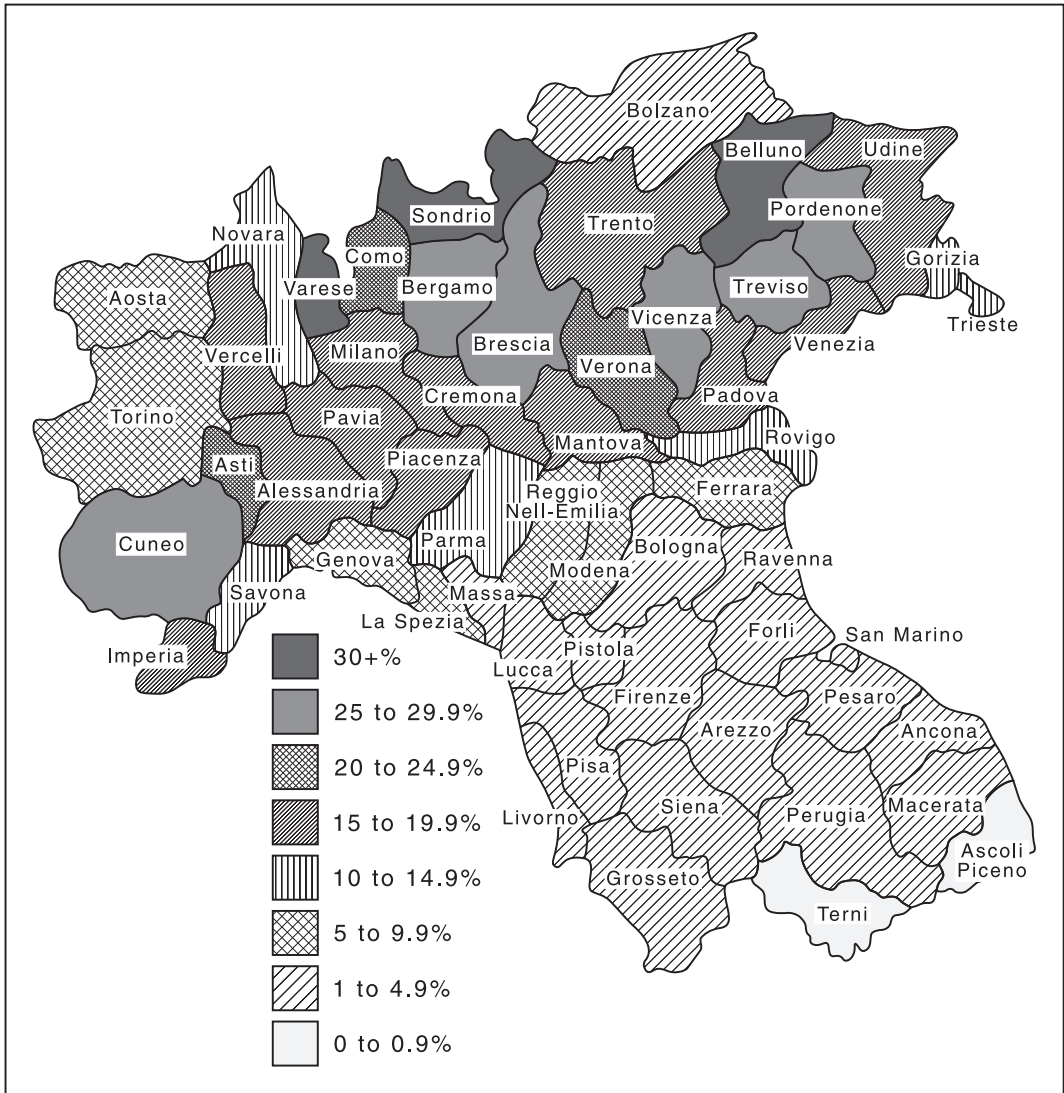 Bolzano
Belluno
Udine
Sondrio
Trento
Pordenone
Novara
Como
Gorizia
Aosta
Varese
Bergamo
Treviso
Trieste
Vercelli
Milano
Brescia
Vicenza
Verona
Venezia
Torino
Pavia
Cremona
Padova
Asti
Piacenza
Mantova
Rovigo
Alessandria
Reggio
Nell-Emilia
Ferrara
Cuneo
Genova
Parma
Modena
Bologna
Ravenna
Savona
Massa
La Spezia
Imperia
Lucca
Pistola
Forli
San Marino
Firenze
Pesaro
Arezzo
Ancona
Pisa
Livorno
Siena
Perugia
Macerata
Grosseto
Ascoli
Piceno
Terni
30+%
25 to 29.9%
20 to 24.9%
15 to 19.9%
10 to 14.9%
5 to 9.9%
1 to 4.9%
0 to 0.9%